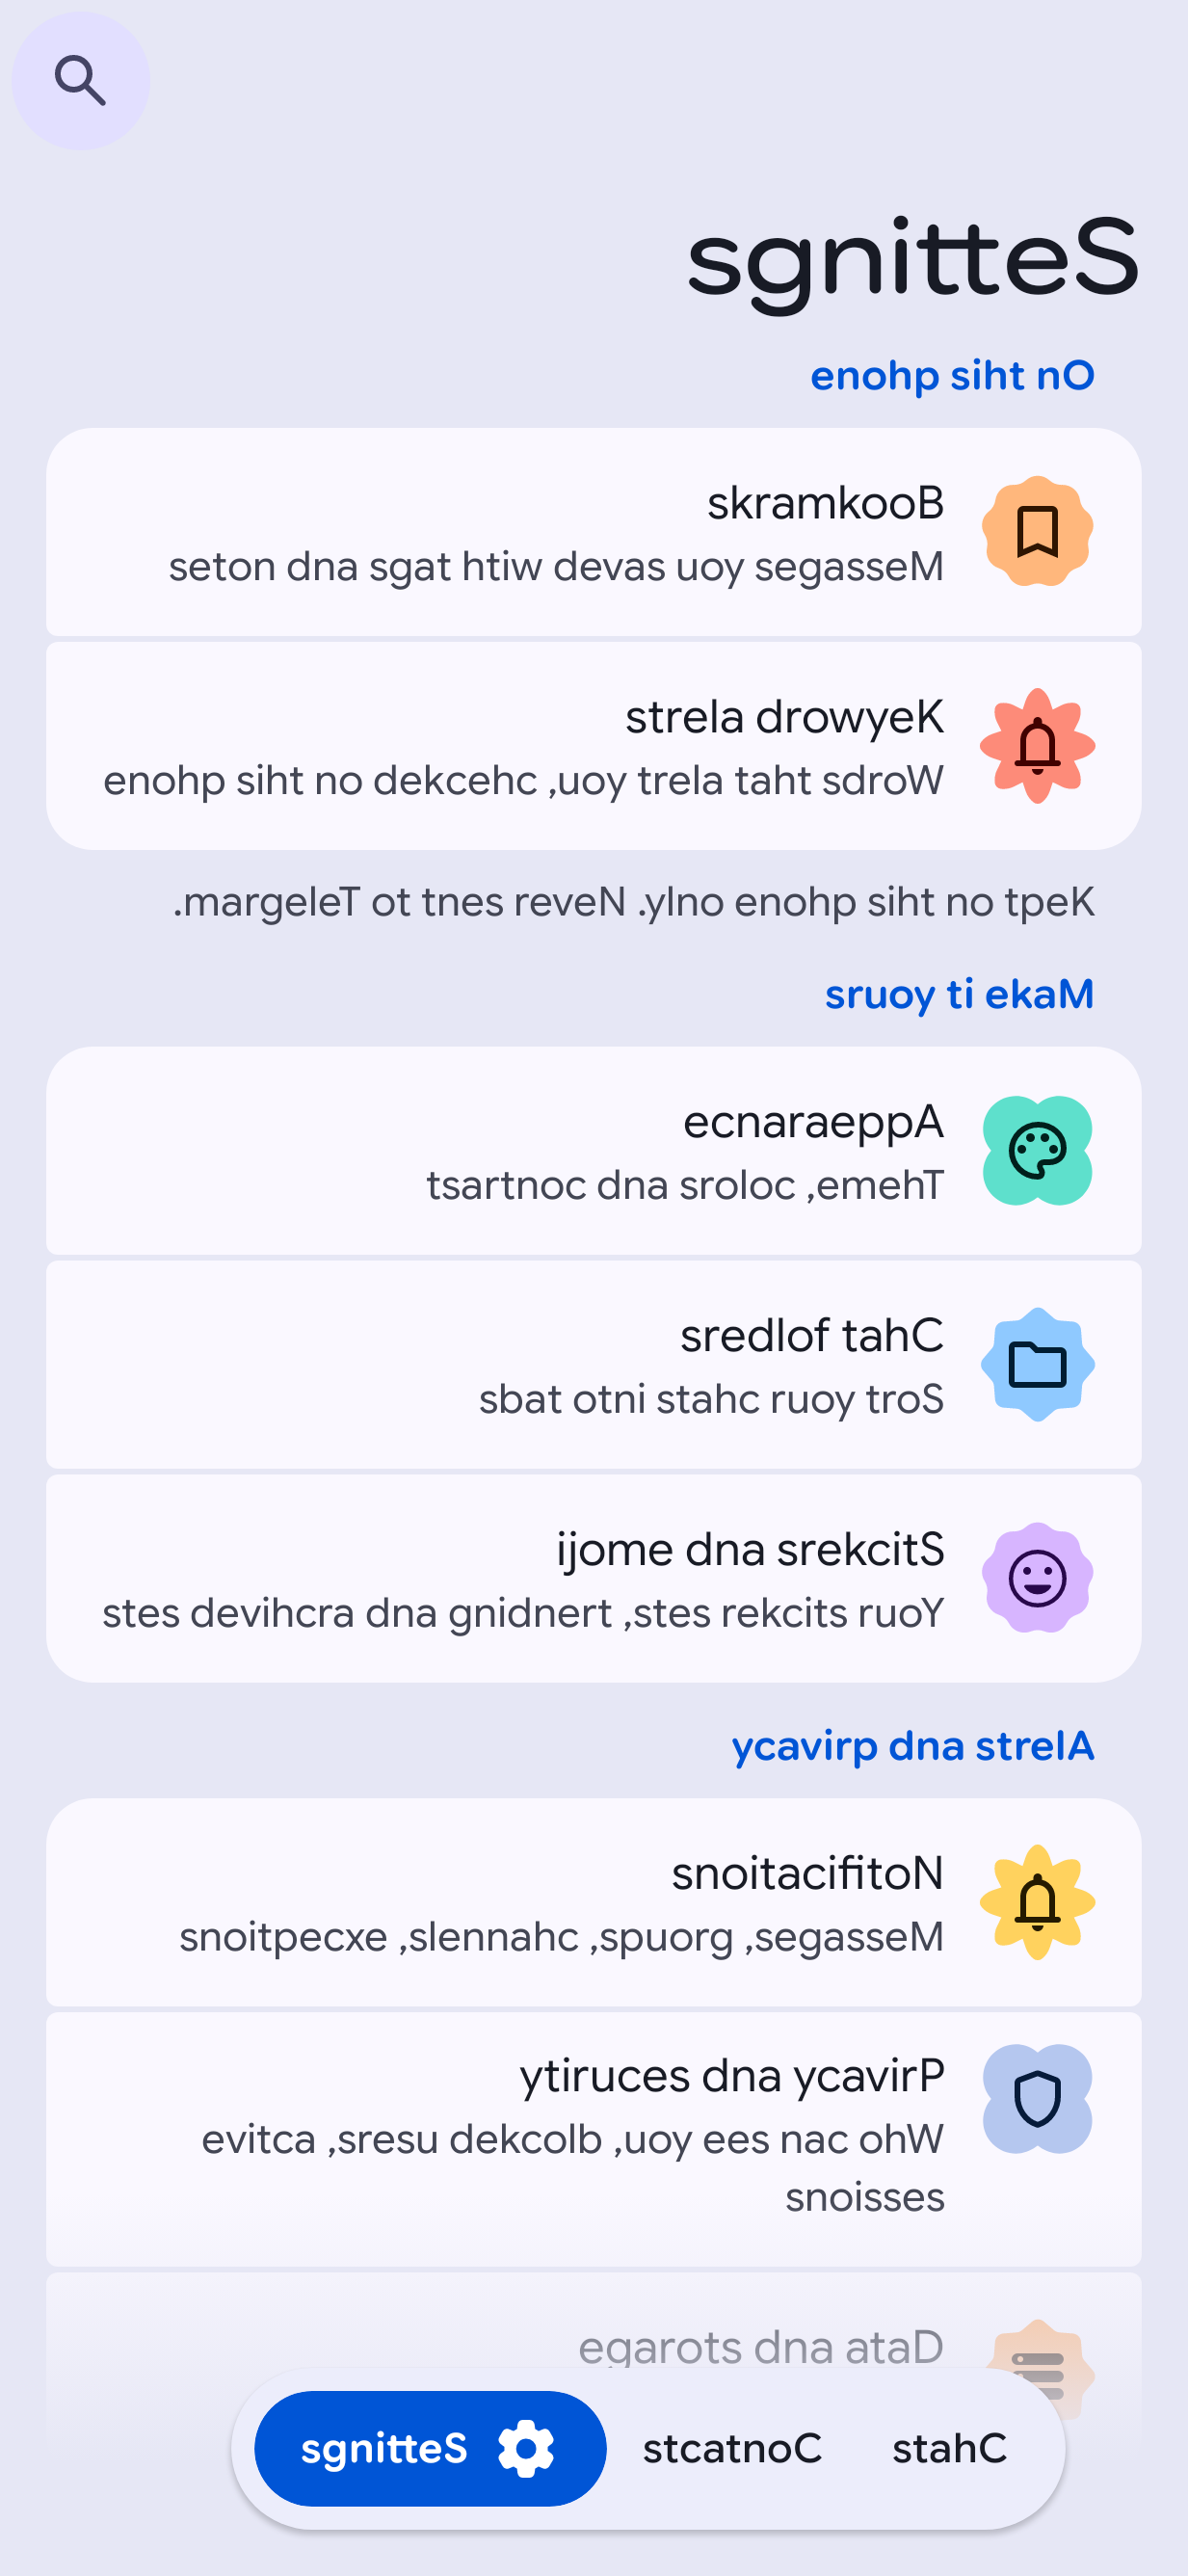 sgnitteS
enohp siht nO
skramkooB
seton dna sgat htiw devas uoy segasseM
strela drowyeK
enohp siht no dekcehc ,uoy trela taht sdroW
.margeleT ot tnes reveN .ylno enohp siht no tpeK
sruoy ti ekaM
ecnaraeppA
tsartnoc dna sroloc ,emehT
sredlof tahC
sbat otni stahc ruoy troS
ijome dna srekcitS
stes devihcra dna gnidnert ,stes rekcits ruoY
ycavirp dna strelA
snoitacifitoN
snoitpecxe ,slennahc ,spuorg ,segasseM
ytiruces dna ycavirP
evitca ,sresu dekcolb ,uoy ees nac ohW
snoisses
egarots dna ataD
sgnitteS stcatnoC stahC